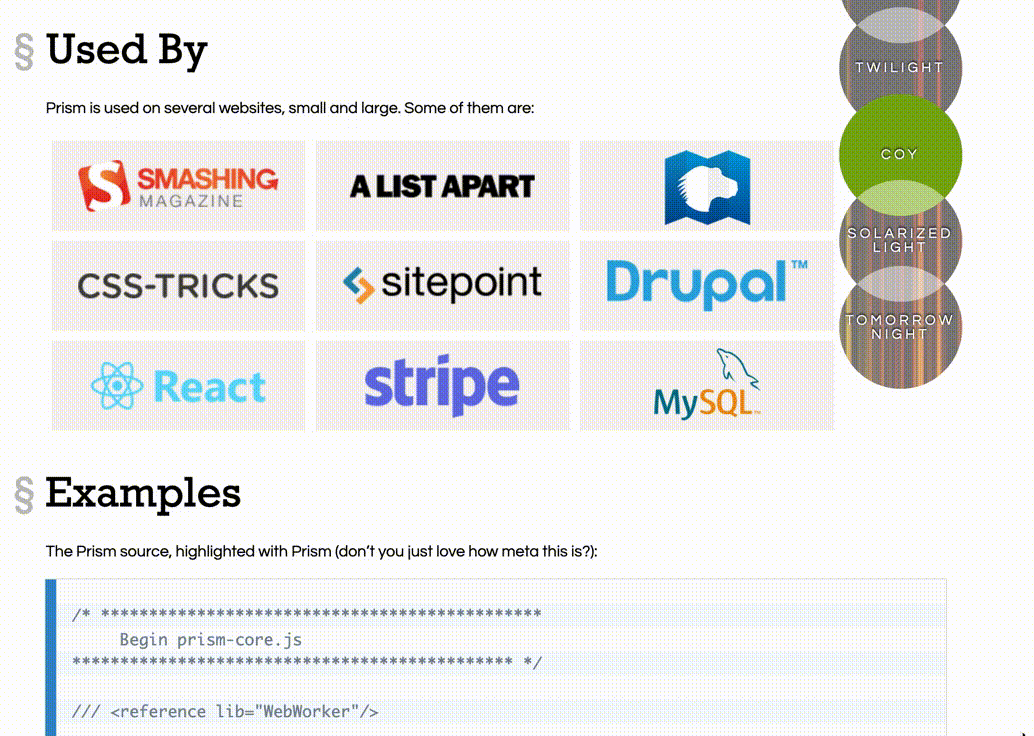 § Used By
Prism is used on several websites, small and large. Some of them are:
SMASHING
MAGAZINE
A LIST APART
CSS-TRICKS
sitepoint
Drupal™
React
stripe
MySQL™
TWILIGHT
COY
SOLARIZED
LIGHT
TOMORROW
NIGHT
§ Examples
The Prism source, highlighted with Prism (don’t you just love how meta this is?):
/* **********************************************
Begin prism-core.js
********************************************** */
/// <reference lib="WebWorker"/>